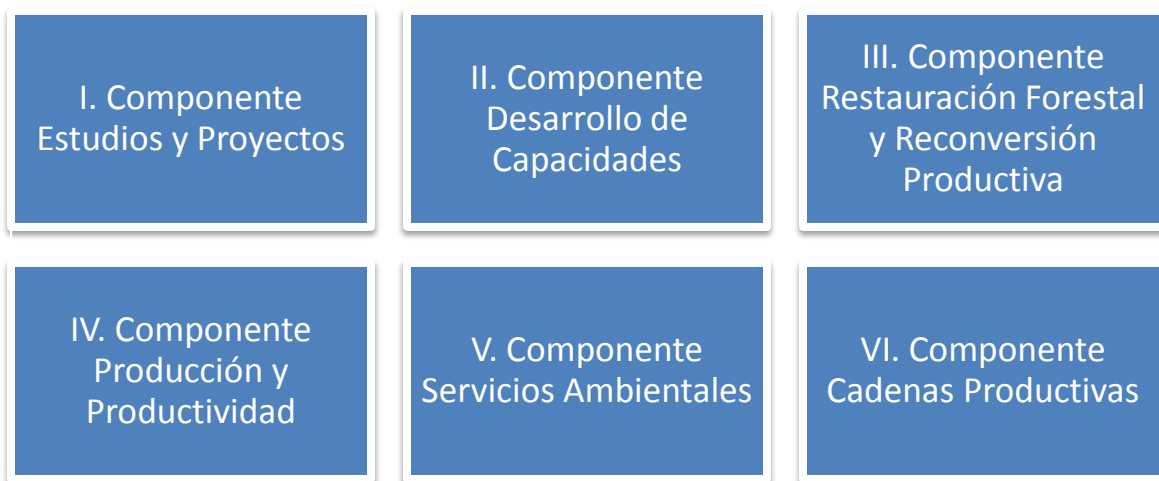 I. Componente
Estudios y Proyectos
II. Componente
Desarrollo de
Capacidades
III. Componente
Restauración Forestal
y Reconversión
Productiva
IV. Componente
Producción y
Productividad
V. Componente
Servicios Ambientales
VI. Componente
Cadenas Productivas